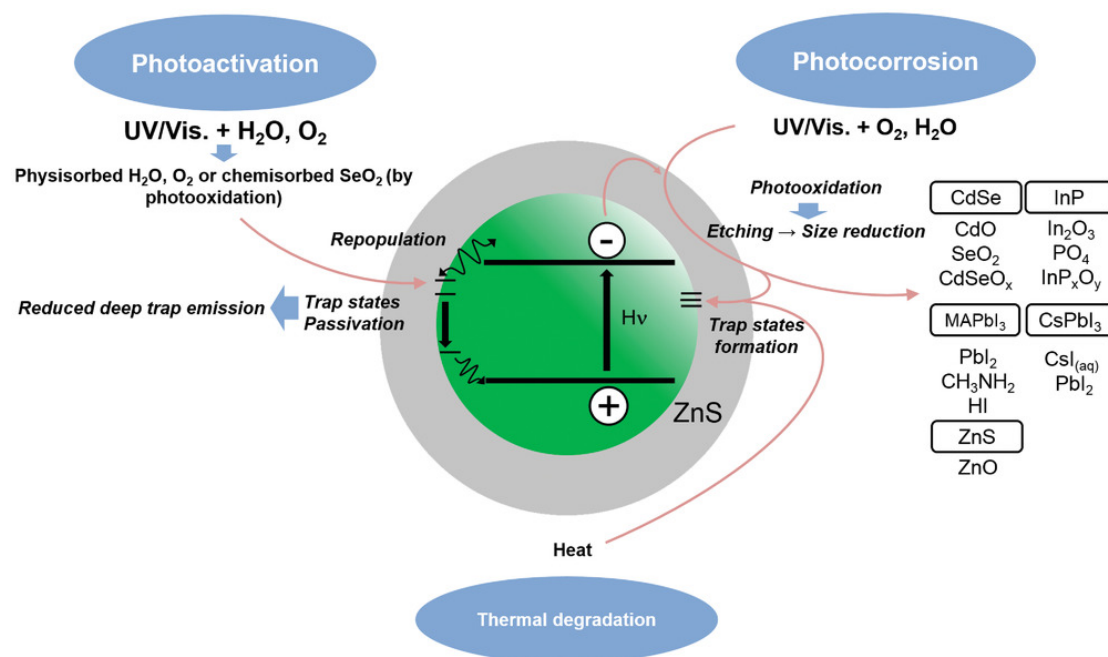 Photoactivation
UV/Vis. + H₂O, O₂
Physisorbed H₂O, O₂ or chemisorbed SeO₂ (by
photooxidation)
Repopulation
Reduced deep trap emission
Trap states
Passivation
Hν
-
+
ZnS
Photocorrosion
UV/Vis. + O₂, H₂O
Photooxidation
Etching → Size reduction
Trap states
formation
CdSe
CdO
SeO₂
CdSeOₓ
InP
In₂O₃
PO₄
InPₓOᵧ
MAPbI₃
PbI₂
CH₃NH₂
HI
CsPbI₃
CsI₍aq₎
PbI₂
ZnS
ZnO
Heat
Thermal degradation